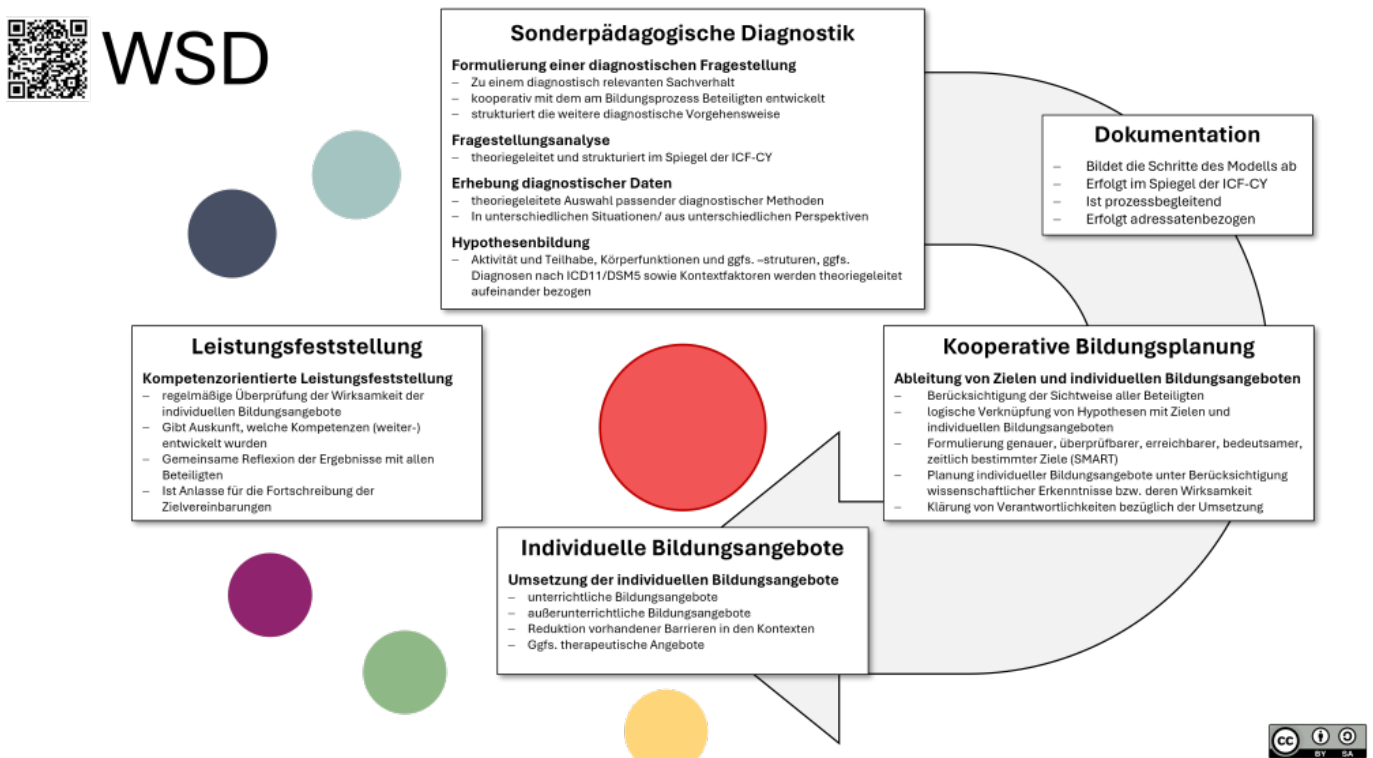 WSD
Sonderpädagogische Diagnostik
Formulierung einer diagnostischen Fragestellung
– Zu einem diagnostisch relevanten Sachverhalt
– kooperativ mit dem am Bildungsprozess Beteiligten entwickelt
– strukturiert die weitere diagnostische Vorgehensweise
Fragestellungsanalyse
– theoriegeleitet und strukturiert im Spiegel der ICF-CY
Erhebung diagnostischer Daten
– theoriegeleitete Auswahl passender diagnostischer Methoden
– In unterschiedlichen Situationen/ aus unterschiedlichen Perspektiven
Hypothesenbildung
– Aktivität und Teilhabe, Körperfunktionen und ggfs. –struturen, ggfs.
Diagnosen nach ICD11/DSM5 sowie Kontextfaktoren werden theoriegeleitet
aufeinander bezogen
Dokumentation
– Bildet die Schritte des Modells ab
– Erfolgt im Spiegel der ICF-CY
– Ist prozessbegleitend
– Erfolgt adressatenbezogen
Leistungsfeststellung
Kompetenzorientierte Leistungsfeststellung
– regelmäßige Überprüfung der Wirksamkeit der
individuellen Bildungsangebote
– Gibt Auskunft, welche Kompetenzen (weiter-)
entwickelt wurden
– Gemeinsame Reflexion der Ergebnisse mit allen
Beteiligten
– Ist Anlasse für die Fortschreibung der
Zielvereinbarungen
Kooperative Bildungsplanung
Ableitung von Zielen und individuellen Bildungsangeboten
– Berücksichtigung der Sichtweise aller Beteiligten
– logische Verknüpfung von Hypothesen mit Zielen und
individuellen Bildungsangeboten
– Formulierung genauer, überprüfbarer, erreichbarer, bedeutsamer,
zeitlich bestimmter Ziele (SMART)
– Planung individueller Bildungsangebote unter Berücksichtigung
wissenschaftlicher Erkenntnisse bzw. deren Wirksamkeit
– Klärung von Verantwortlichkeiten bezüglich der Umsetzung
Individuelle Bildungsangebote
Umsetzung der individuellen Bildungsangebote
– unterrichtliche Bildungsangebote
– außerunterrichtliche Bildungsangebote
– Reduktion vorhandener Barrieren in den Kontexten
– Ggfs. therapeutische Angebote
cc BY SA